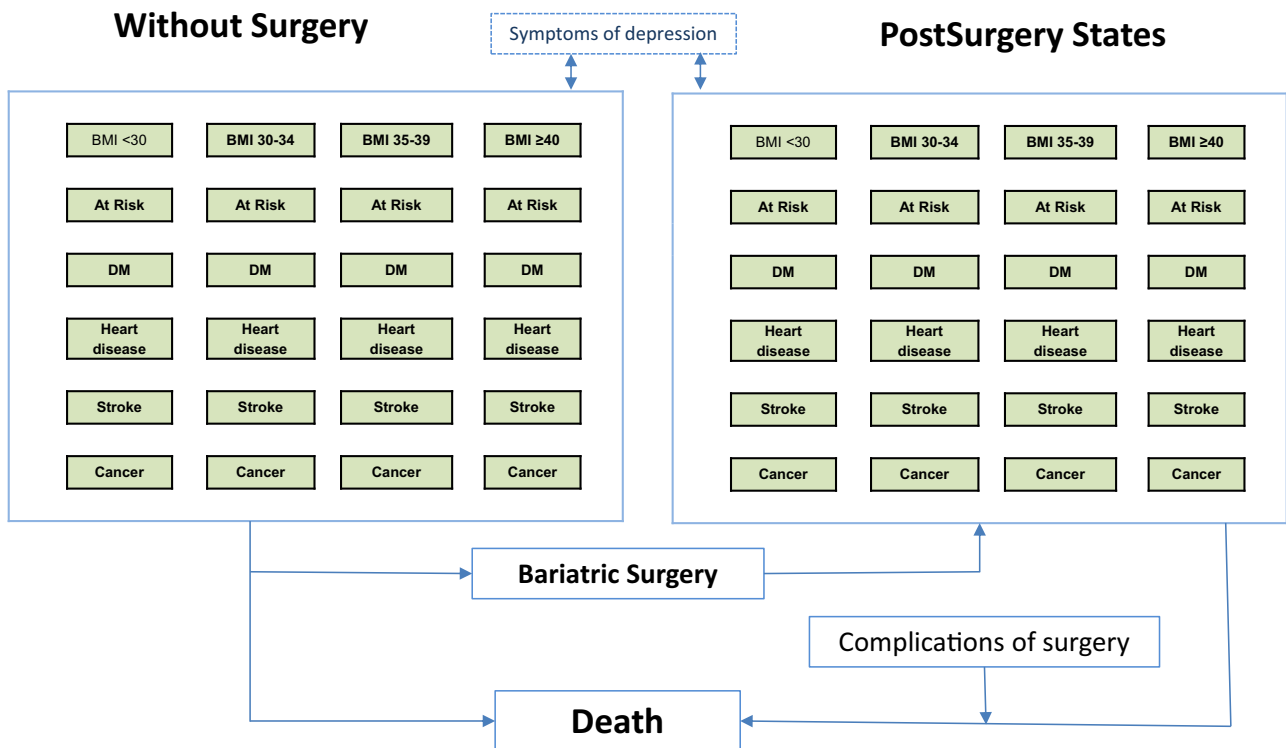 Without Surgery
Symptoms of depression
PostSurgery States
BMI <30
BMI 30-34
BMI 35-39
BMI ≥40
At Risk
At Risk
At Risk
At Risk
DM
DM
DM
DM
Heart
disease
Heart
disease
Heart
disease
Heart
disease
Stroke
Stroke
Stroke
Stroke
Cancer
Cancer
Cancer
Cancer
BMI <30
BMI 30-34
BMI 35-39
BMI ≥40
At Risk
At Risk
At Risk
At Risk
DM
DM
DM
DM
Heart
disease
Heart
disease
Heart
disease
Heart
disease
Stroke
Stroke
Stroke
Stroke
Cancer
Cancer
Cancer
Cancer
Bariatric Surgery
Complications of surgery
Death